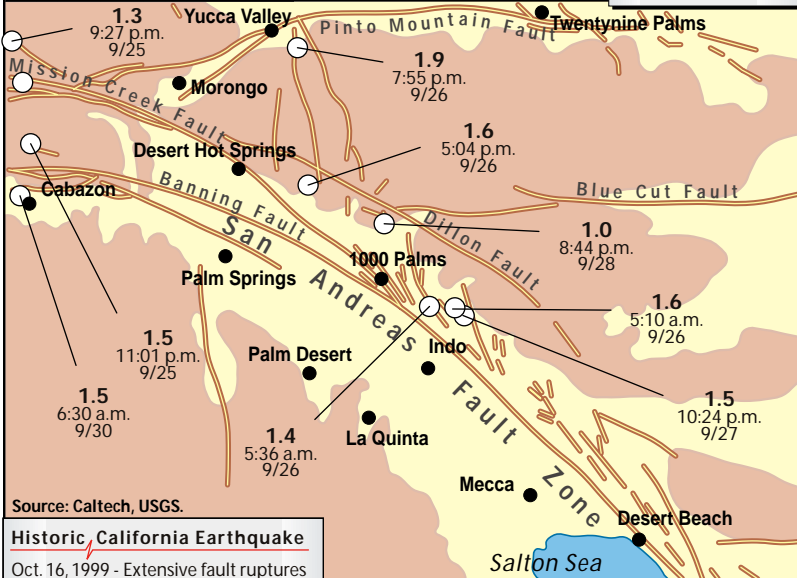 1.3
9:27 p.m.
9/25
Yucca Valley
Pinto Mountain Fault
Twentynine Palms
1.9
7:55 p.m.
9/26
Mission Creek Fault
Morongo
1.6
5:04 p.m.
9/26
Desert Hot Springs
Cabazon
Banning Fault
Blue Cut Fault
Dillon Fault
1.0
8:44 p.m.
9/28
San Andreas Fault Zone
1000 Palms
Palm Springs
1.6
5:10 a.m.
9/26
1.5
11:01 p.m.
9/25
Palm Desert
Indo
1.5
6:30 a.m.
9/30
1.5
10:24 p.m.
9/27
1.4
5:36 a.m.
9/26
La Quinta
Mecca
Source: Caltech, USGS.
Desert Beach
Historic California Earthquake
Oct. 16, 1999 - Extensive fault ruptures
Salton Sea